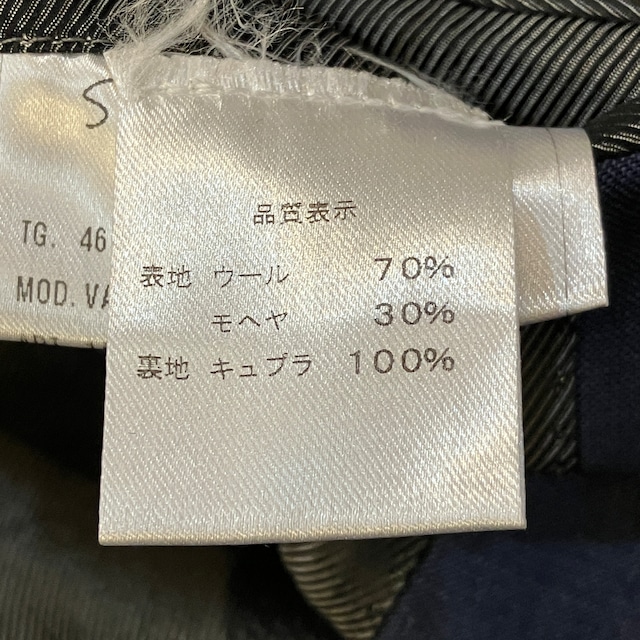 S
TG. 46
MOD. VA
品質表示
表地 ウール 70%
モヘヤ 30%
裏地 キュプラ 100%